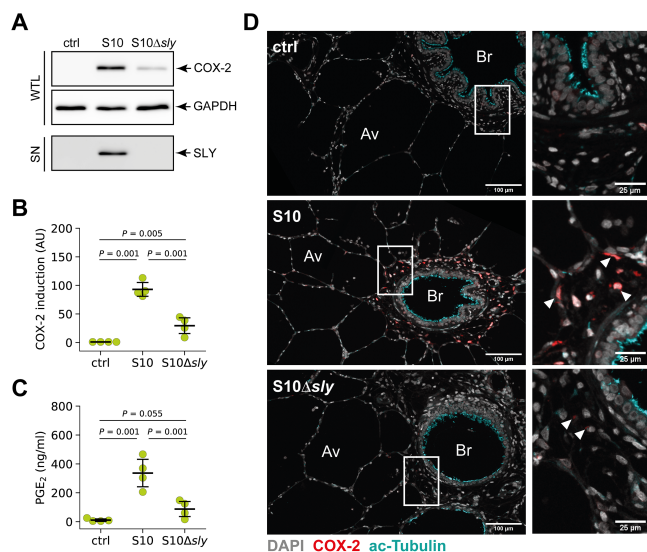 A
ctrl S10 S10Δsly
WTL
COX-2
GAPDH
SN
SLY
B
COX-2 induction (AU)
200
150
100
50
0
P = 0.005
P = 0.001 P = 0.001
ctrl S10 S10Δsly
C
PGE2 (ng/ml)
800
600
400
200
0
P = 0.055
P = 0.001 P = 0.001
ctrl S10 S10Δsly
D
ctrl
Br
Av
100 µm
25 µm
S10
Av
Br
100 µm
25 µm
S10Δsly
Av
Br
100 µm
25 µm
DAPI COX-2 ac-Tubulin